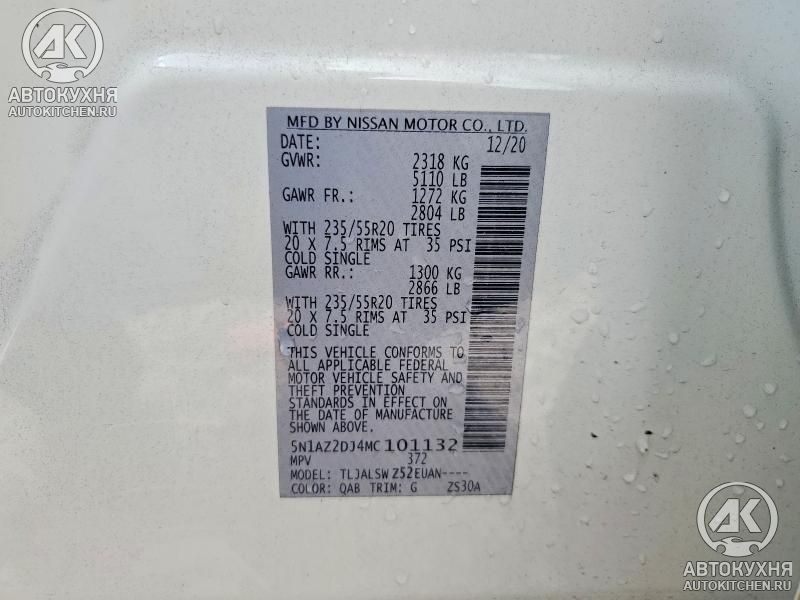 АК
АВТОКУХНЯ
AUTOKITCHEN.RU
MFD BY NISSAN MOTOR CO., LTD.
DATE: 12/20
GVWR: 2318 KG
5110 LB
GAWR FR.: 1272 KG
2804 LB
WITH 235/55R20 TIRES
20 X 7.5 RIMS AT 35 PSI
COLD SINGLE
GAWR RR.: 1300 KG
2866 LB
WITH 235/55R20 TIRES
20 X 7.5 RIMS AT 35 PSI
COLD SINGLE
THIS VEHICLE CONFORMS TO
ALL APPLICABLE FEDERAL
MOTOR VEHICLE SAFETY AND
THEFT PREVENTION
STANDARDS IN EFFECT ON
THE DATE OF MANUFACTURE
SHOWN ABOVE.
5N1AZ2DJ4MC101132
MPV 372
MODEL: TLJALSW Z52EUAN----
COLOR: QAB TRIM: G ZS30A
АК
АВТОКУХНЯ
AUTOKITCHEN.RU